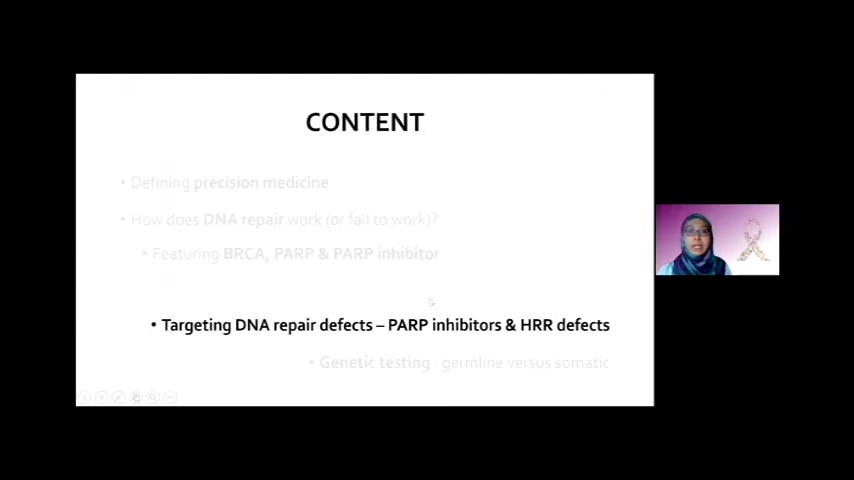 CONTENT
• Defining precision medicine
• How does DNA repair work (or fail to work)?
• Featuring BRCA, PARP & PARP inhibitor
• Targeting DNA repair defects – PARP inhibitors & HRR defects
• Genetic testing : germline versus somatic